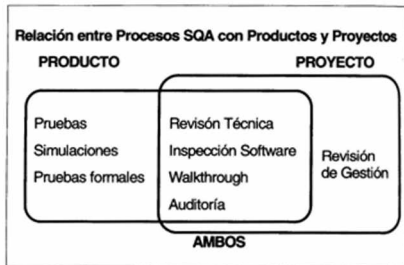 Relación entre Procesos SQA con Productos y Proyectos
PRODUCTO PROYECTO
Pruebas
Simulaciones
Pruebas formales
Revisón Técnica
Inspección Software
Walkthrough
Auditoría
Revisión
de Gestión
AMBOS